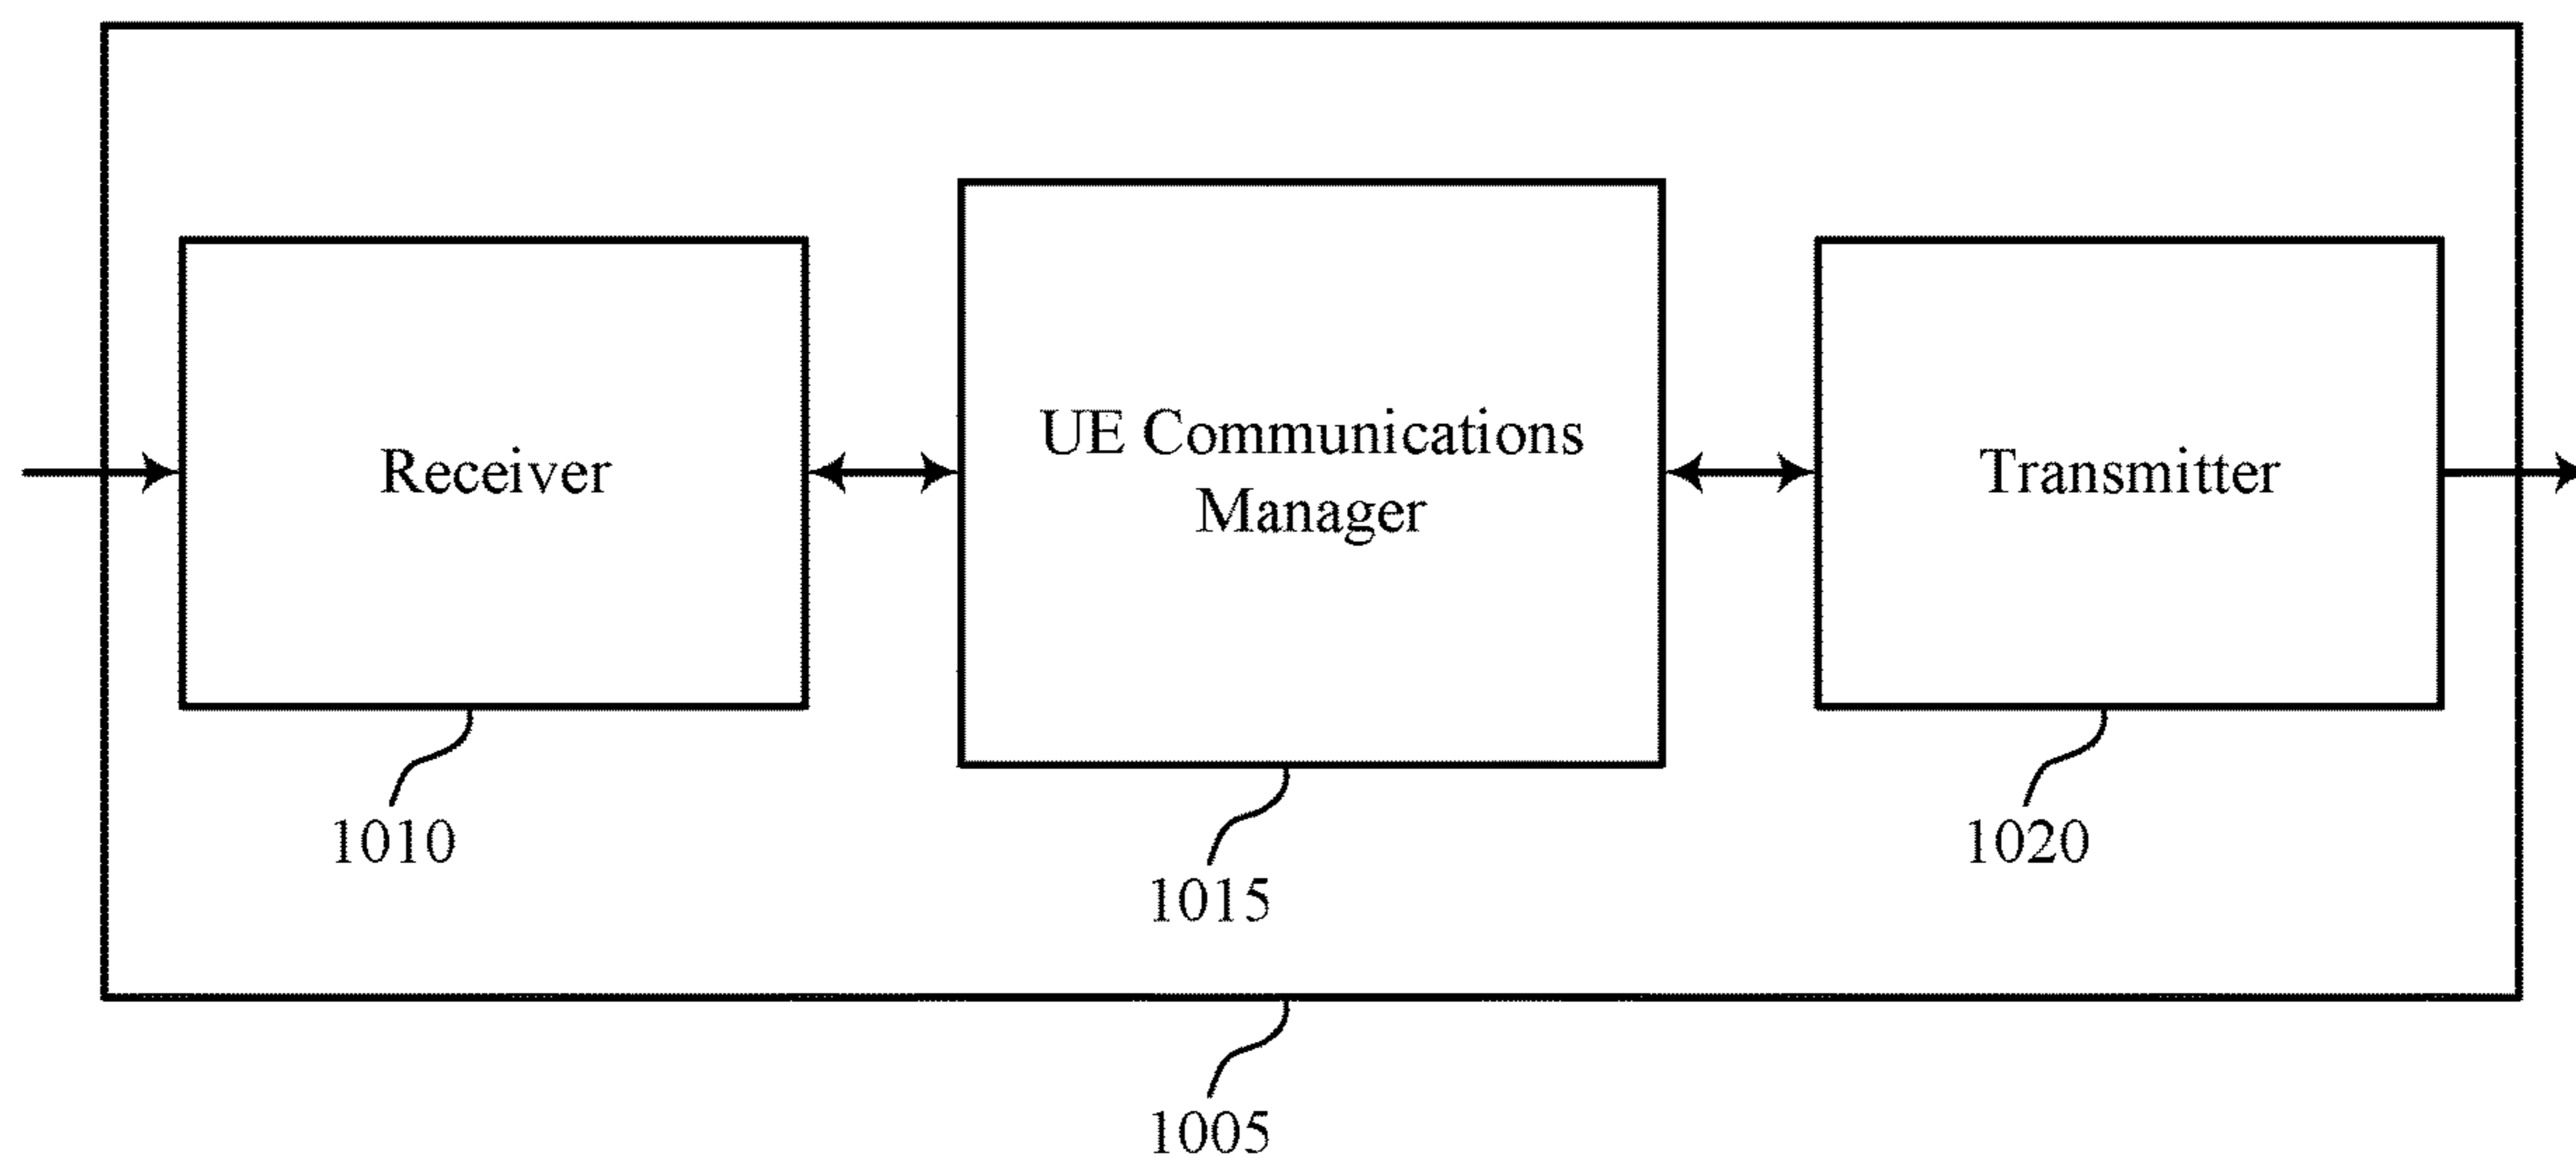 Receiver
UE Communications
Manager
Transmitter
1010
1015
1020
1005